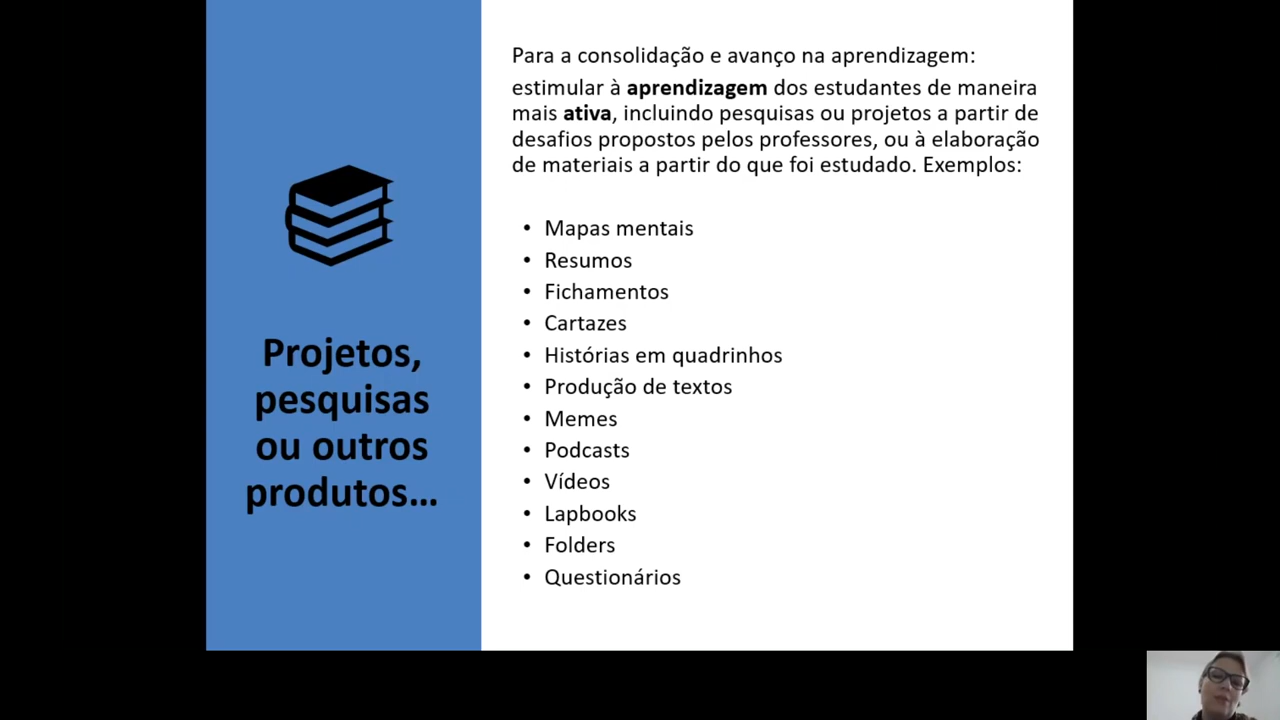 Projetos,
pesquisas
ou outros
produtos...
Para a consolidação e avanço na aprendizagem:
estimular à aprendizagem dos estudantes de maneira
mais ativa, incluindo pesquisas ou projetos a partir de
desafios propostos pelos professores, ou à elaboração
de materiais a partir do que foi estudado. Exemplos:
• Mapas mentais
• Resumos
• Fichamentos
• Cartazes
• Histórias em quadrinhos
• Produção de textos
• Memes
• Podcasts
• Vídeos
• Lapbooks
• Folders
• Questionários